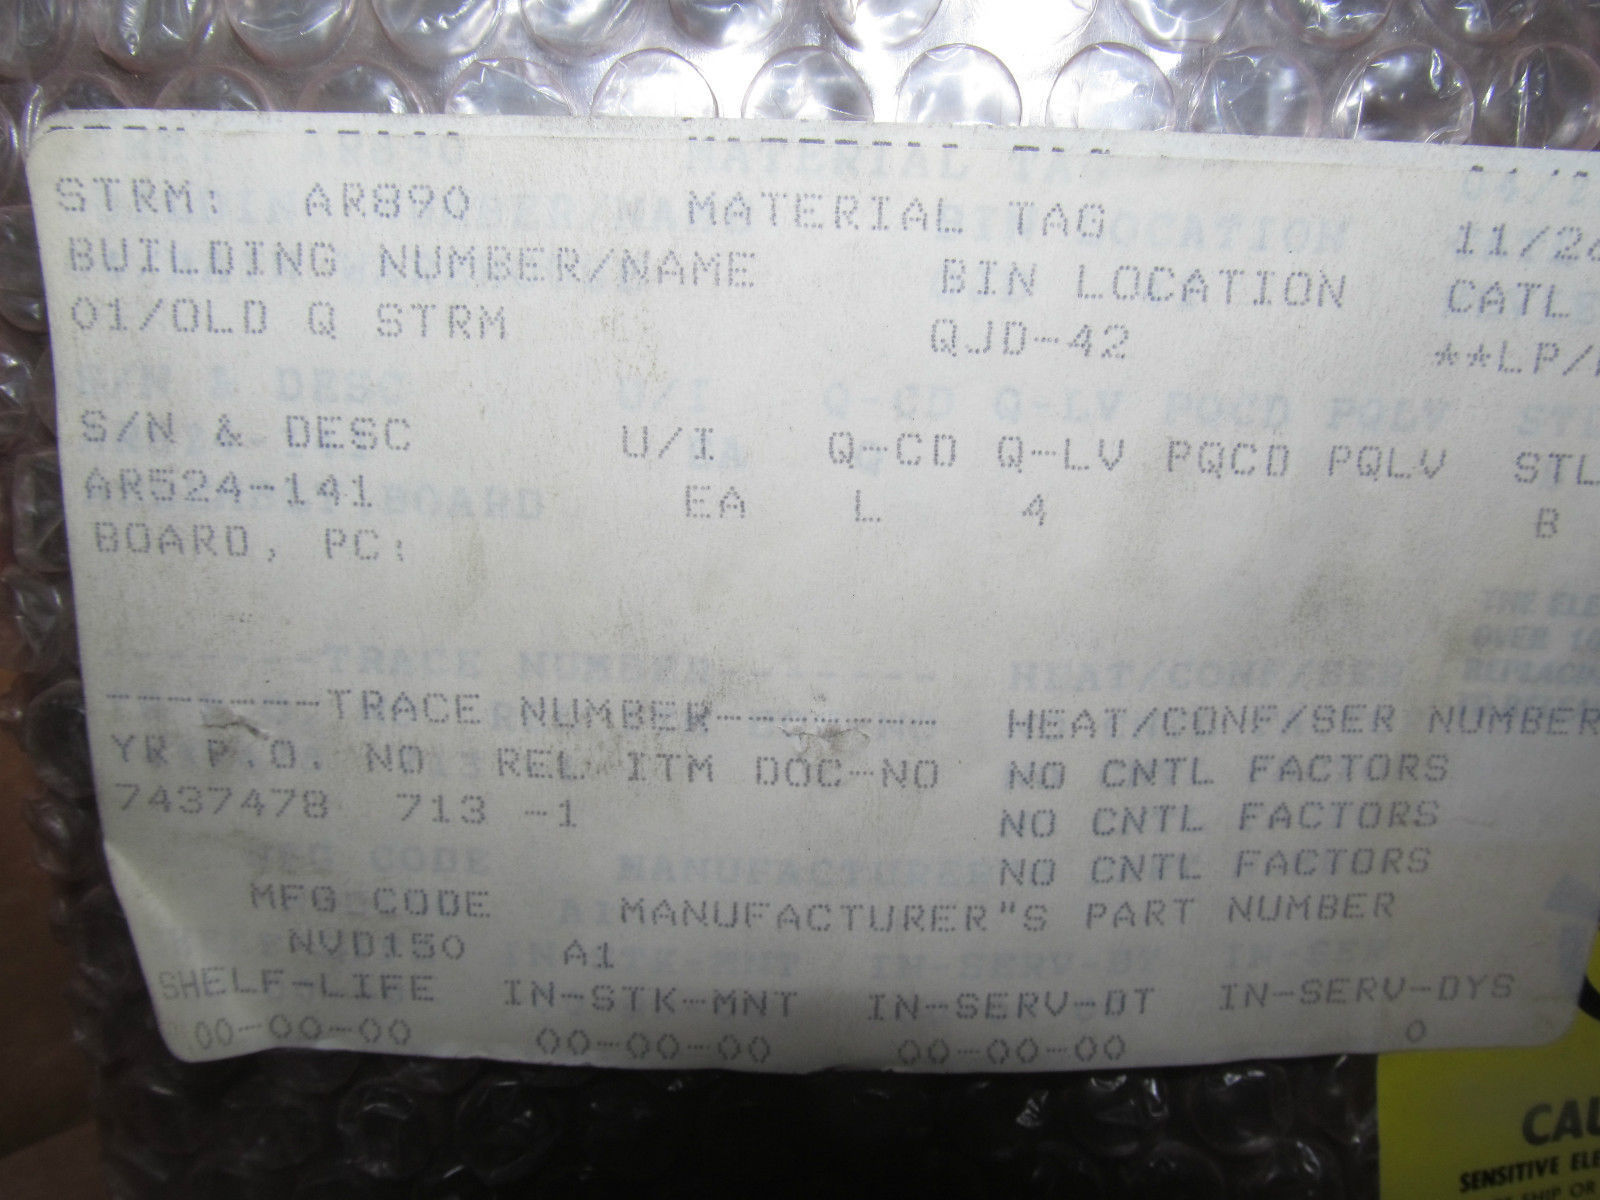 STRM: AR890 MATERIAL TAG 11/26
BUILDING NUMBER/NAME BIN LOCATION CATL
01/OLD Q STRM QJD-42 **LP/
S/N & DESC U/I Q-CD Q-LV PQCD PQLV STL
AR524-141 EA L 4 B
BOARD, PC:
-------TRACE NUMBER------- HEAT/CONF/SER NUMBER
YR P.O. NO REL ITM DOC-NO NO CNTL FACTORS
7437478 713 -1 NO CNTL FACTORS
NO CNTL FACTORS
MFG CODE MANUFACTURER"S PART NUMBER
NVD150 A1
SHELF-LIFE IN-STK-MNT IN-SERV-DT IN-SERV-DYS
00-00-00 00-00-00 00-00-00 0
CAU
SENSITIVE ELE